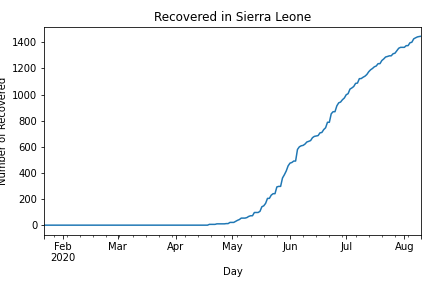 Recovered in Sierra Leone
Number of Recovered
1400
1200
1000
800
600
400
200
0
Feb Mar Apr May Jun Jul Aug
2020
Day